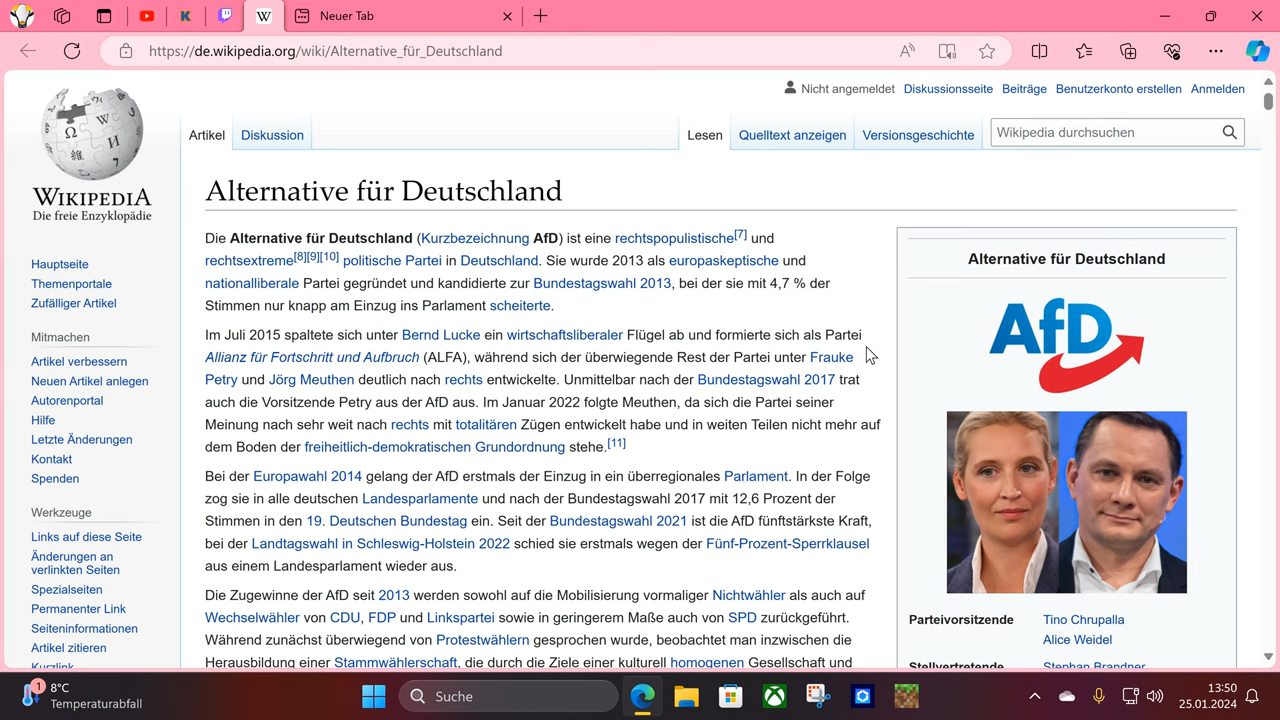 Neuer Tab
https://de.wikipedia.org/wiki/Alternative_für_Deutschland
Nicht angemeldet Diskussionsseite Beiträge Benutzerkonto erstellen Anmelden
Artikel Diskussion Lesen Quelltext anzeigen Versionsgeschichte Wikipedia durchsuchen
WIKIPEDIA
Die freie Enzyklopädie
Hauptseite
Themenportale
Zufälliger Artikel
Mitmachen
Artikel verbessern
Neuen Artikel anlegen
Autorenportal
Hilfe
Letzte Änderungen
Kontakt
Spenden
Werkzeuge
Links auf diese Seite
Änderungen an
verlinkten Seiten
Spezialseiten
Permanenter Link
Seiteninformationen
Artikel zitieren
Kurzlink
Alternative für Deutschland
Die Alternative für Deutschland (Kurzbezeichnung AfD) ist eine rechtspopulistische[7] und
rechtsextreme[8][9][10] politische Partei in Deutschland. Sie wurde 2013 als europaskeptische und
nationalliberale Partei gegründet und kandidierte zur Bundestagswahl 2013, bei der sie mit 4,7 % der
Stimmen nur knapp am Einzug ins Parlament scheiterte.
Im Juli 2015 spaltete sich unter Bernd Lucke ein wirtschaftsliberaler Flügel ab und formierte sich als Partei
Allianz für Fortschritt und Aufbruch (ALFA), während sich der überwiegende Rest der Partei unter Frauke
Petry und Jörg Meuthen deutlich nach rechts entwickelte. Unmittelbar nach der Bundestagswahl 2017 trat
auch die Vorsitzende Petry aus der AfD aus. Im Januar 2022 folgte Meuthen, da sich die Partei seiner
Meinung nach sehr weit nach rechts mit totalitären Zügen entwickelt habe und in weiten Teilen nicht mehr auf
dem Boden der freiheitlich-demokratischen Grundordnung stehe.[11]
Bei der Europawahl 2014 gelang der AfD erstmals der Einzug in ein überregionales Parlament. In der Folge
zog sie in alle deutschen Landesparlamente und nach der Bundestagswahl 2017 mit 12,6 Prozent der
Stimmen in den 19. Deutschen Bundestag ein. Seit der Bundestagswahl 2021 ist die AfD fünftstärkste Kraft,
bei der Landtagswahl in Schleswig-Holstein 2022 schied sie erstmals wegen der Fünf-Prozent-Sperrklausel
aus einem Landesparlament wieder aus.
Die Zugewinne der AfD seit 2013 werden sowohl auf die Mobilisierung vormaliger Nichtwähler als auch auf
Wechselwähler von CDU, FDP und Linkspartei sowie in geringerem Maße auch von SPD zurückgeführt.
Während zunächst überwiegend von Protestwählern gesprochen wurde, beobachtet man inzwischen die
Herausbildung einer Stammwählerschaft, die durch die Ziele einer kulturell homogenen Gesellschaft und
Alternative für Deutschland
AfD
Parteivorsitzende Tino Chrupalla
Alice Weidel
Stellvertretende Stephan Brandner
8°C
Temperaturabfall
Suche
13:50
25.01.2024